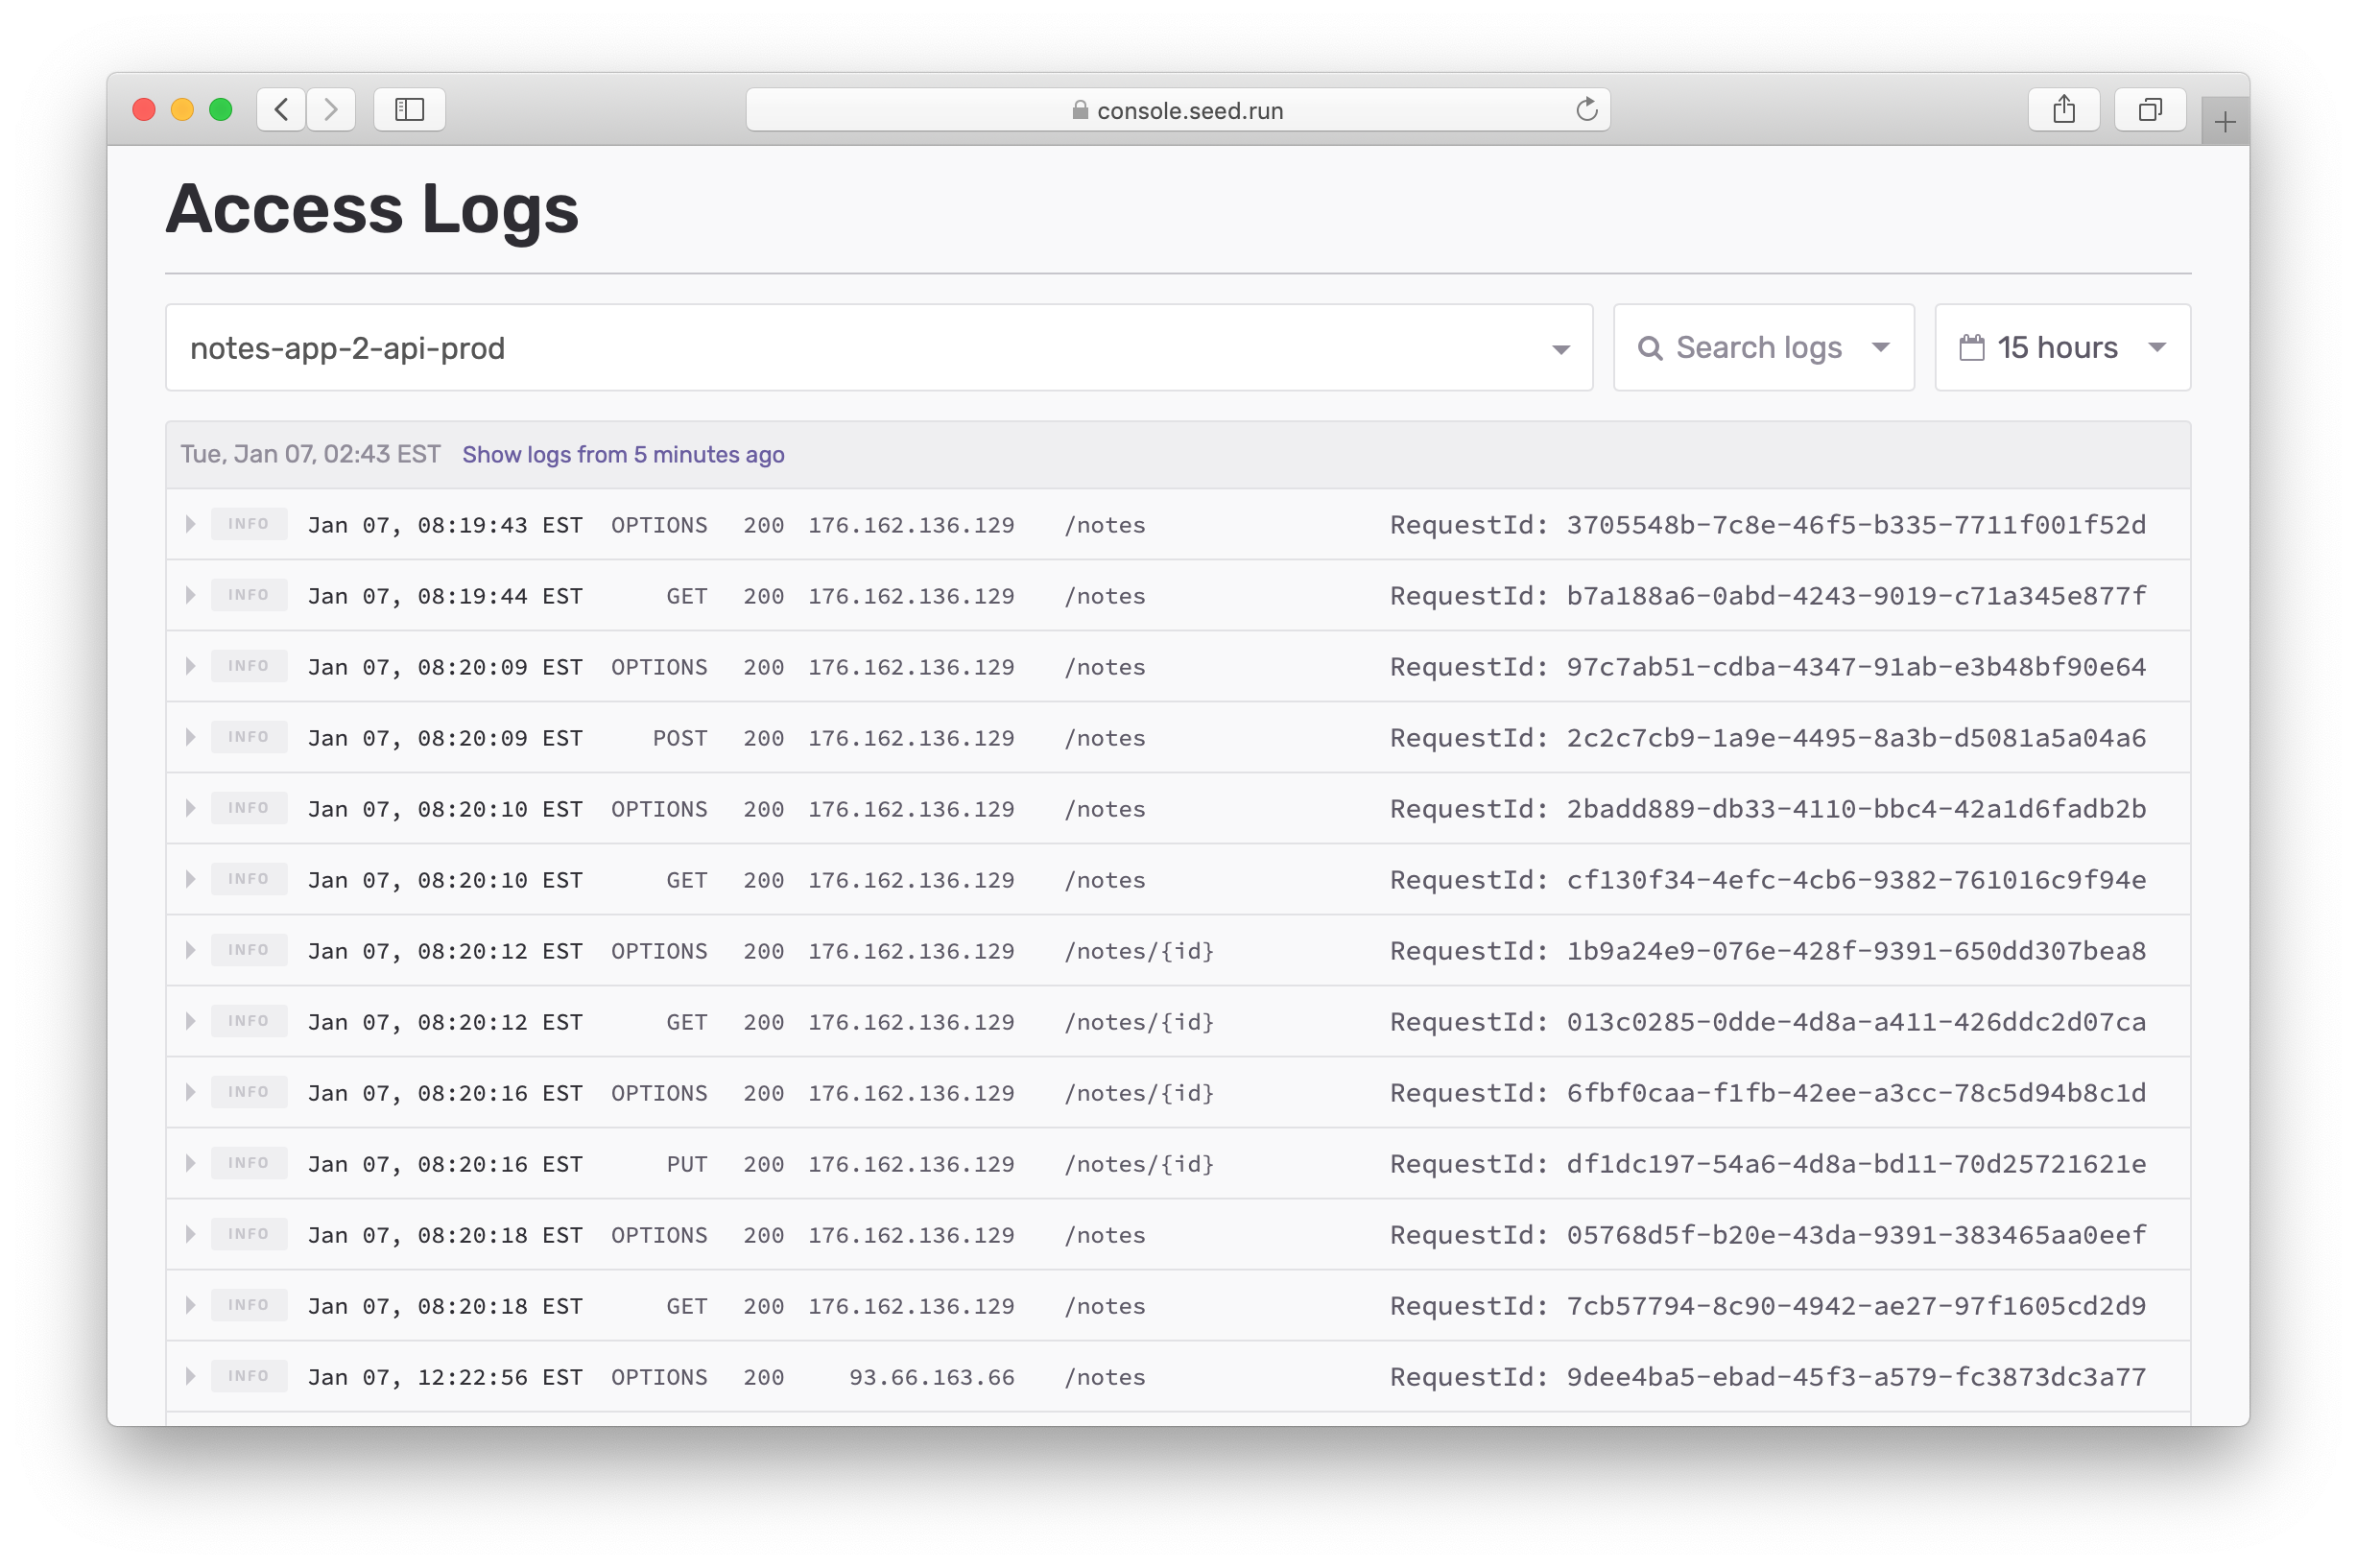 console.seed.run
Access Logs
notes-app-2-api-prod Search logs 15 hours
Tue, Jan 07, 02:43 EST Show logs from 5 minutes ago
INFO Jan 07, 08:19:43 EST OPTIONS 200 176.162.136.129 /notes RequestId: 3705548b-7c8e-46f5-b335-7711f001f52d
INFO Jan 07, 08:19:44 EST GET 200 176.162.136.129 /notes RequestId: b7a188a6-0abd-4243-9019-c71a345e877f
INFO Jan 07, 08:20:09 EST OPTIONS 200 176.162.136.129 /notes RequestId: 97c7ab51-cdba-4347-91ab-e3b48bf90e64
INFO Jan 07, 08:20:09 EST POST 200 176.162.136.129 /notes RequestId: 2c2c7cb9-1a9e-4495-8a3b-d5081a5a04a6
INFO Jan 07, 08:20:10 EST OPTIONS 200 176.162.136.129 /notes RequestId: 2badd889-db33-4110-bbc4-42a1d6fadb2b
INFO Jan 07, 08:20:10 EST GET 200 176.162.136.129 /notes RequestId: cf130f34-4efc-4cb6-9382-761016c9f94e
INFO Jan 07, 08:20:12 EST OPTIONS 200 176.162.136.129 /notes/{id} RequestId: 1b9a24e9-076e-428f-9391-650dd307bea8
INFO Jan 07, 08:20:12 EST GET 200 176.162.136.129 /notes/{id} RequestId: 013c0285-0dde-4d8a-a411-426ddc2d07ca
INFO Jan 07, 08:20:16 EST OPTIONS 200 176.162.136.129 /notes/{id} RequestId: 6fbf0caa-f1fb-42ee-a3cc-78c5d94b8c1d
INFO Jan 07, 08:20:16 EST PUT 200 176.162.136.129 /notes/{id} RequestId: df1dc197-54a6-4d8a-bd11-70d25721621e
INFO Jan 07, 08:20:18 EST OPTIONS 200 176.162.136.129 /notes RequestId: 05768d5f-b20e-43da-9391-383465aa0eef
INFO Jan 07, 08:20:18 EST GET 200 176.162.136.129 /notes RequestId: 7cb57794-8c90-4942-ae27-97f1605cd2d9
INFO Jan 07, 12:22:56 EST OPTIONS 200 93.66.163.66 /notes RequestId: 9dee4ba5-ebad-45f3-a579-fc3873dc3a77